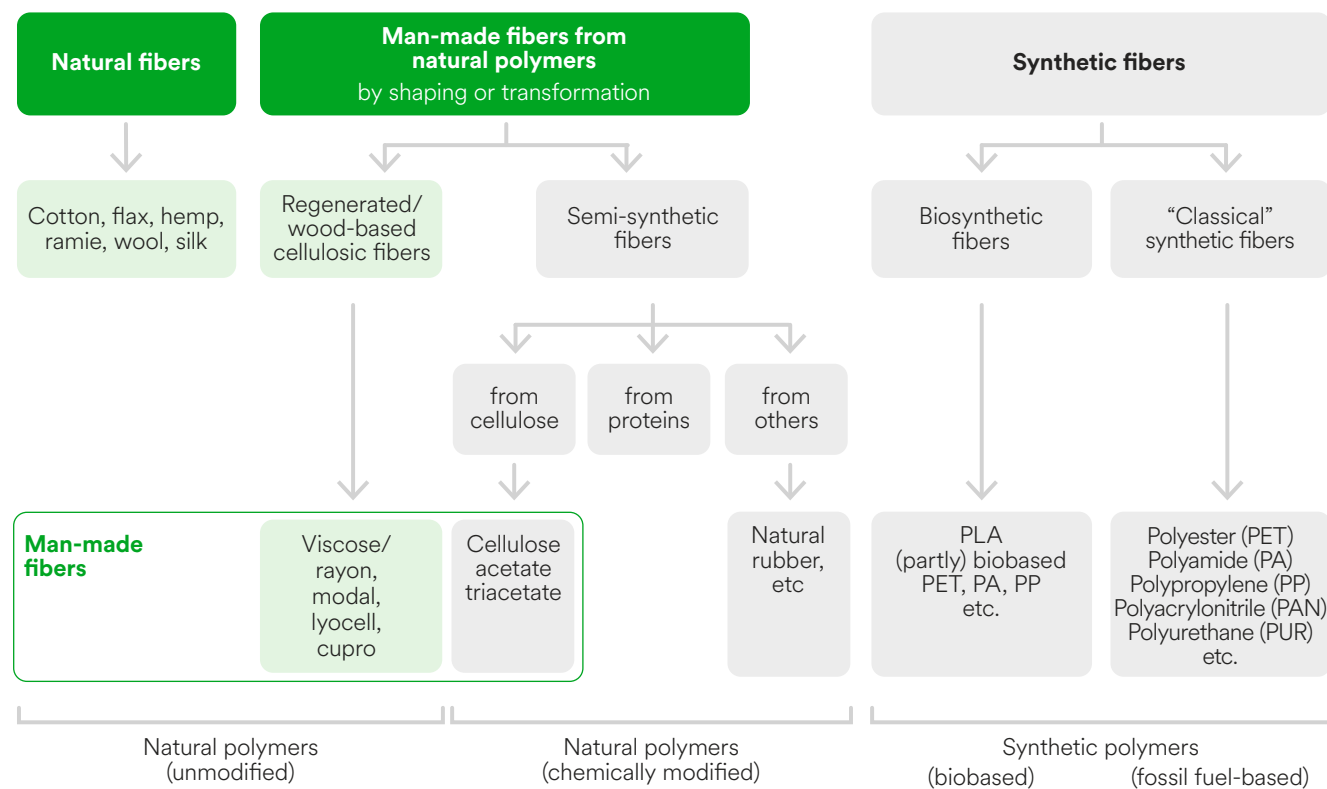 Natural fibers
Man-made fibers from
natural polymers
by shaping or transformation
Synthetic fibers
Cotton, flax, hemp,
ramie, wool, silk
Regenerated/
wood-based
cellulosic fibers
Semi-synthetic
fibers
Biosynthetic
fibers
“Classical”
synthetic fibers
from
cellulose
from
proteins
from
others
Man-made
fibers
Viscose/
rayon,
modal,
lyocell,
cupro
Cellulose
acetate
triacetate
Natural
rubber,
etc
PLA
(partly) biobased
PET, PA, PP
etc.
Polyester (PET)
Polyamide (PA)
Polypropylene (PP)
Polyacrylonitrile (PAN)
Polyurethane (PUR)
etc.
Natural polymers
(unmodified)
Natural polymers
(chemically modified)
Synthetic polymers
(biobased)
(fossil fuel-based)